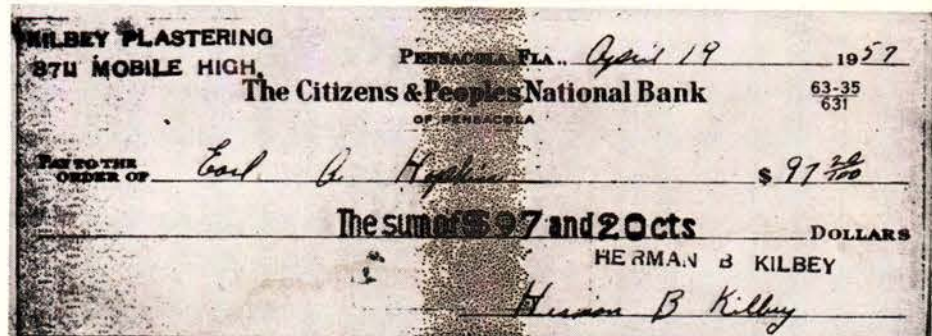 KILBEY PLASTERING
PENSACOLA, FLA.. April 19 1957
87U MOBILE HIGH.
The Citizens & Peoples National Bank 63-35/631
OF PENSACOLA
PAY TO THE
ORDER OF Earl A. $ 97 20/100
The sum of $97 and 20cts DOLLARS
HERMAN B KILBEY
Herman B Kilbey